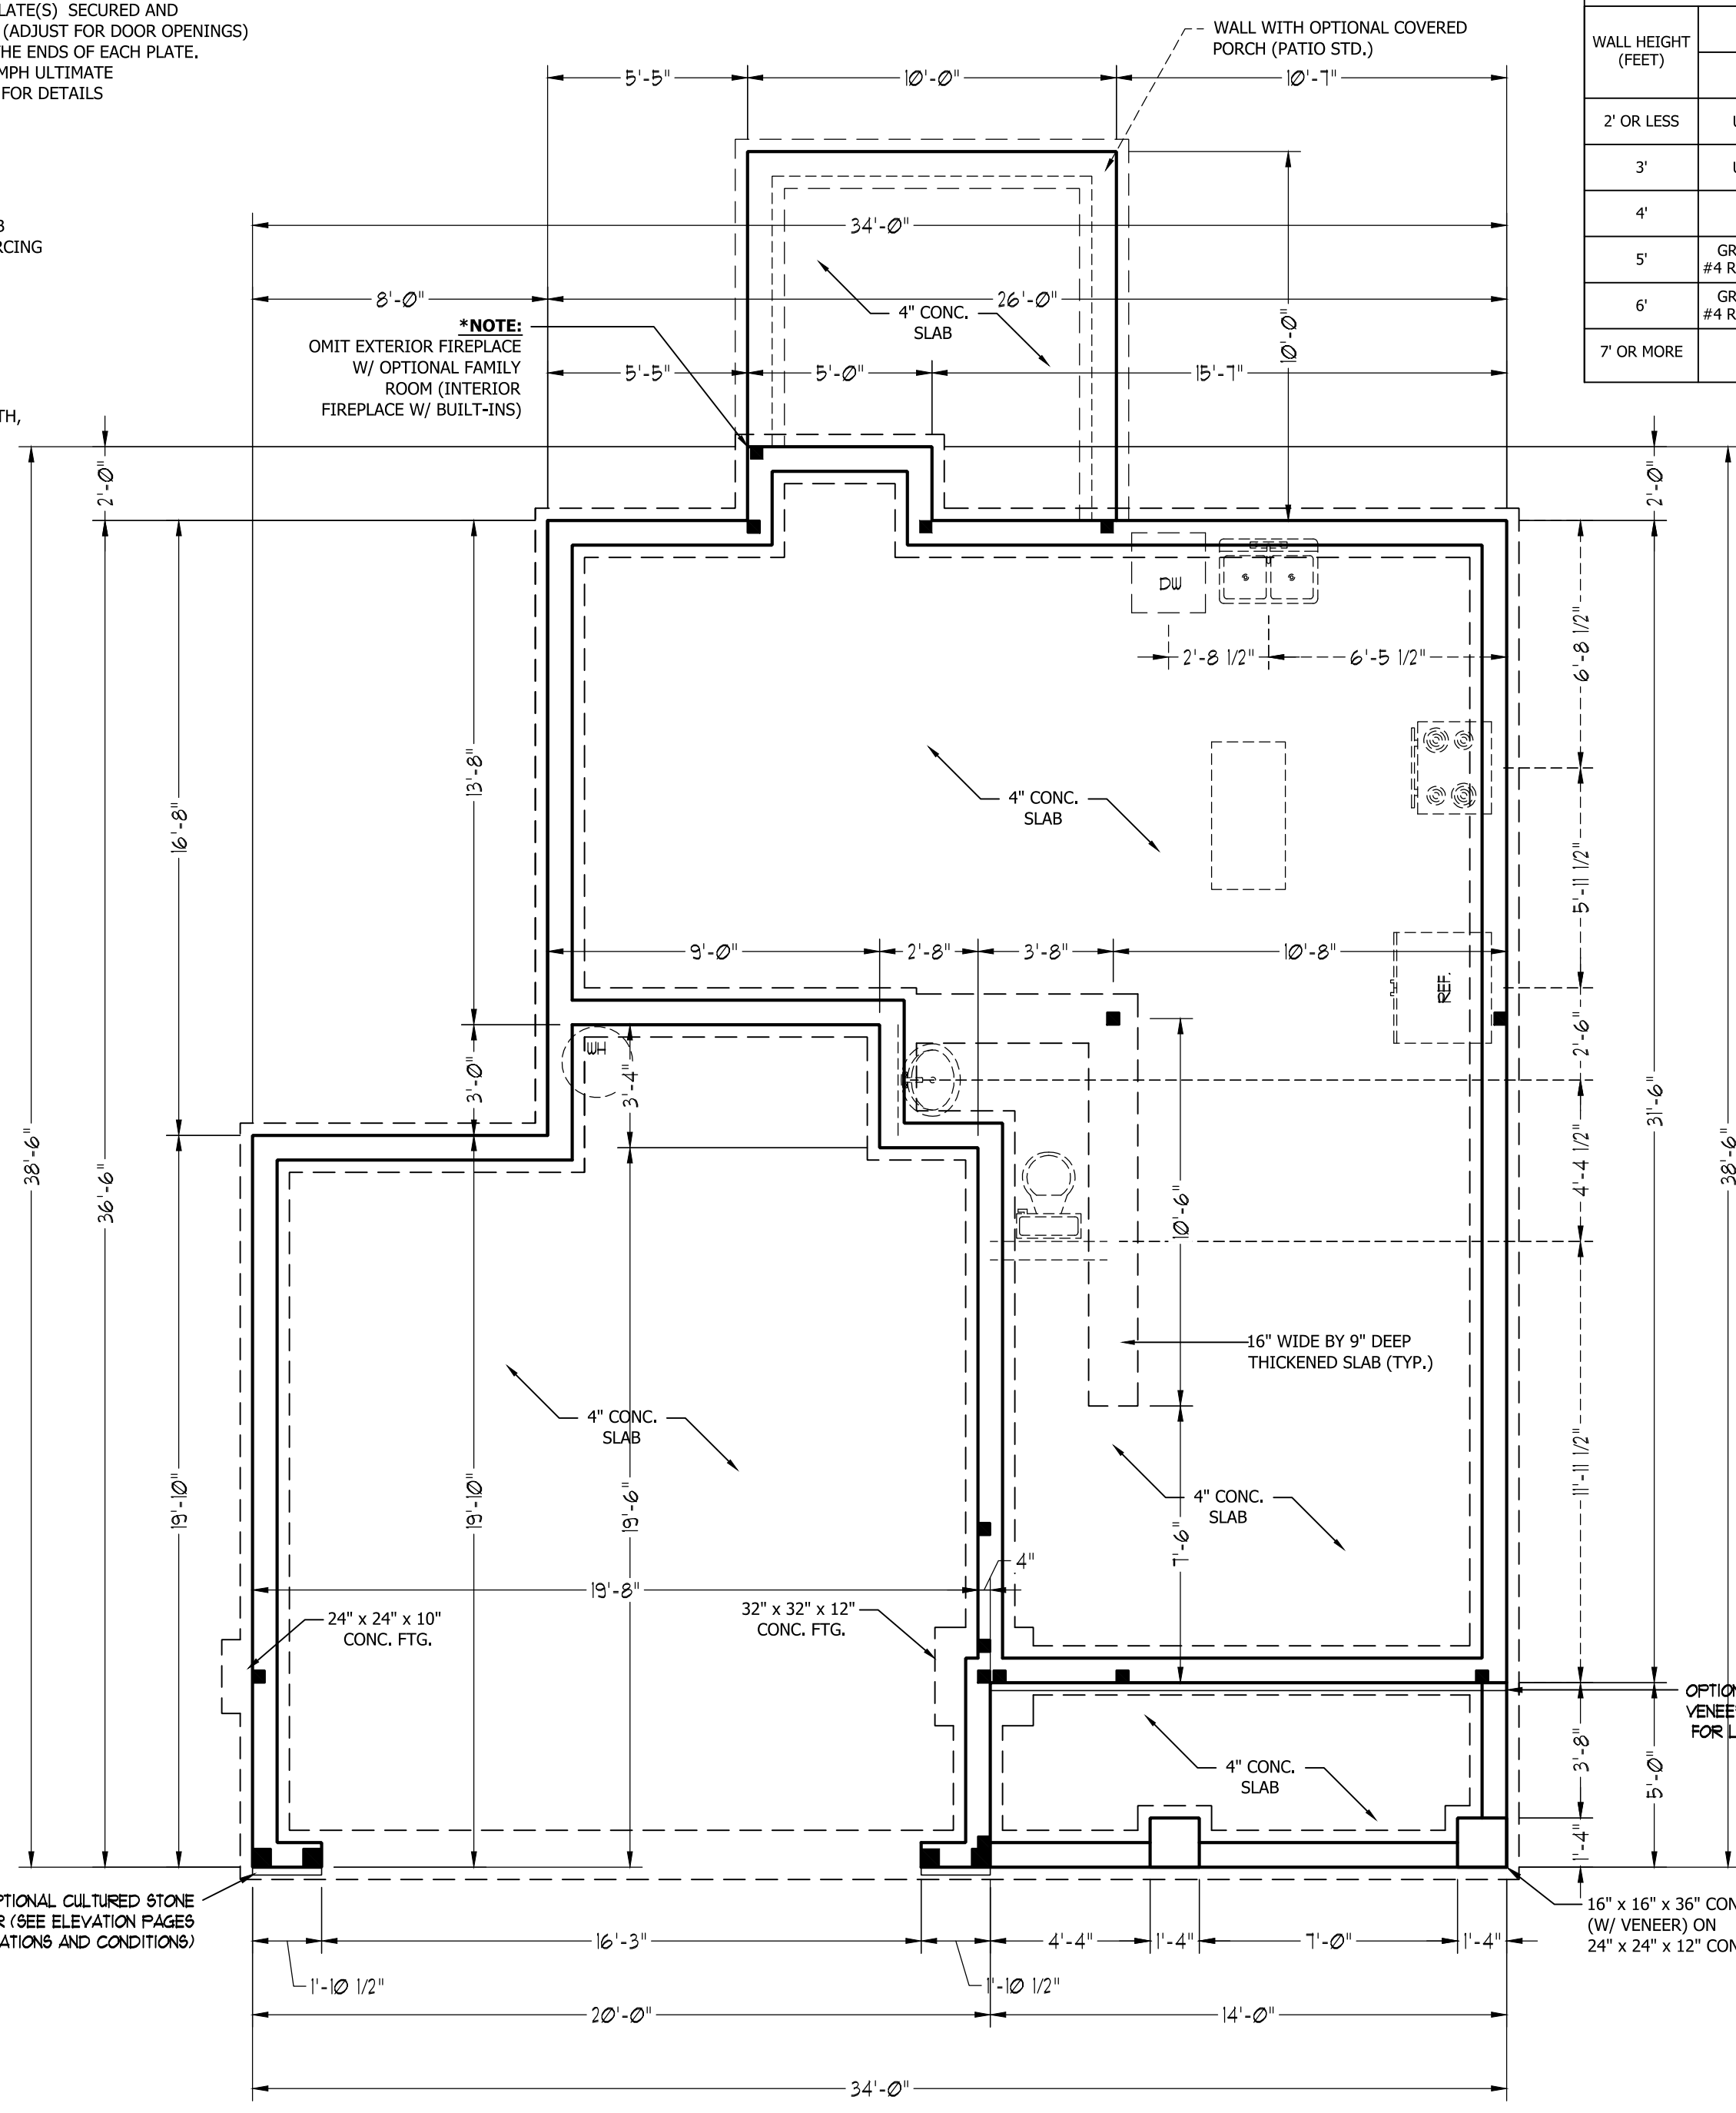 LATE(S) SECURED AND
(ADJUST FOR DOOR OPENINGS)
HE ENDS OF EACH PLATE.
MPH ULTIMATE
FOR DETAILS
RCING
TH,
WALL WITH OPTIONAL COVERED
PORCH (PATIO STD.)
WALL HEIGHT
(FEET)
2' OR LESS
3'
4'
5'
GR
#4 R
6'
GR
#4 R
7' OR MORE
5'-5"
10'-0"
10'-7"
34'-0"
8'-0"
26'-0"
4" CONC.
SLAB
10'-0"
*NOTE:
OMIT EXTERIOR FIREPLACE
W/ OPTIONAL FAMILY
ROOM (INTERIOR
FIREPLACE W/ BUILT-INS)
5'-5"
5'-0"
15'-7"
2'-0"
2'-0"
DW
2'-8 1/2"
6'-5 1/2"
6'-8 1/2"
13'-8"
16'-8"
4" CONC.
SLAB
5'-11 1/2"
9'-0"
2'-8"
3'-8"
10'-8"
REF.
2'-6"
WH
3'-0"
3'-4"
31'-6"
38'-6"
36'-6"
4'-4 1/2"
38'-6"
10'-6"
16" WIDE BY 9" DEEP
THICKENED SLAB (TYP.)
4" CONC.
SLAB
11'-11 1/2"
19'-10"
19'-10"
19'-6"
4" CONC.
SLAB
7'-6"
4"
19'-8"
24" x 24" x 10"
CONC. FTG.
32" x 32" x 12"
CONC. FTG.
OPTION
VENEE
FOR L
3'-8"
5'-0"
4" CONC.
SLAB
1'-4"
PTIONAL CULTURED STONE
R (SEE ELEVATION PAGES
ATIONS AND CONDITIONS)
16" x 16" x 36" CON
(W/ VENEER) ON
24" x 24" x 12" CON
16'-3"
4'-4"
1'-4"
7'-0"
1'-4"
1'-10 1/2"
1'-10 1/2"
20'-0"
14'-0"
34'-0"